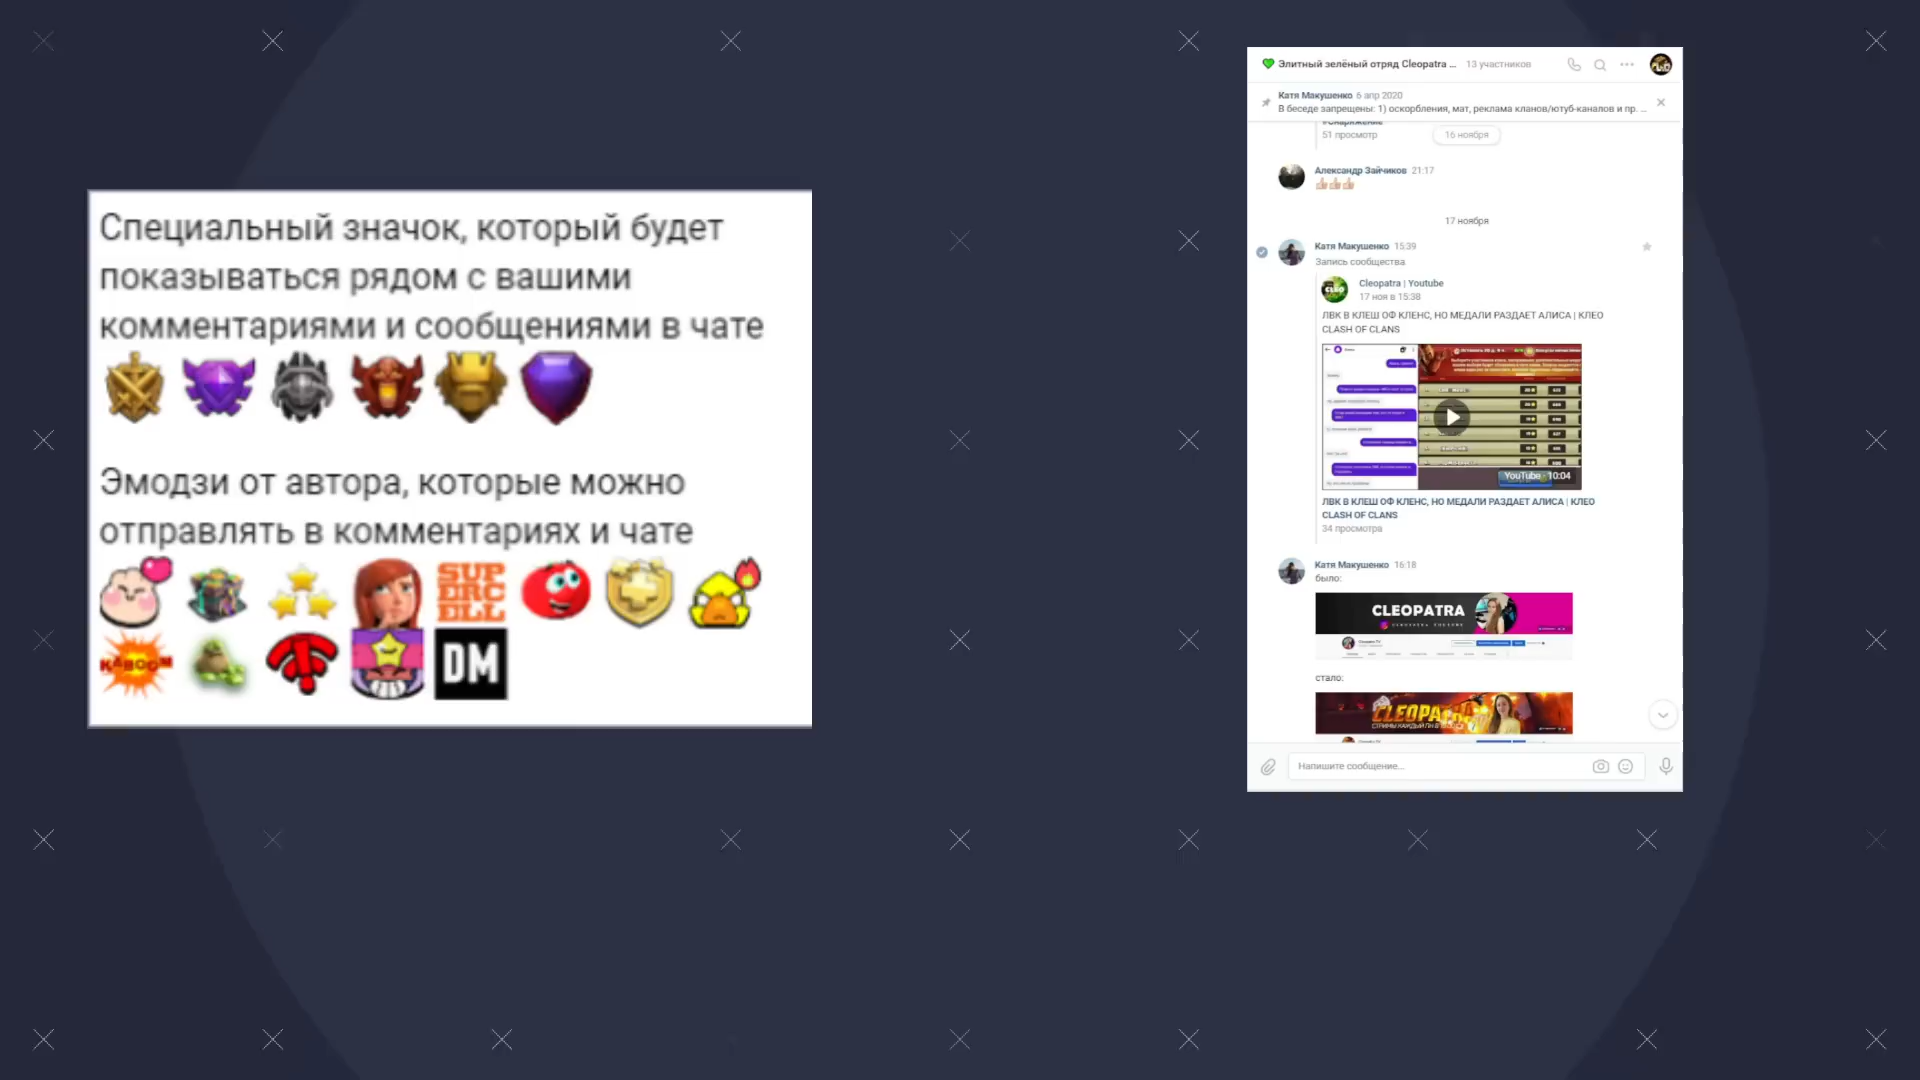 Специальный значок, который будет
показываться рядом с вашими
комментариями и сообщениями в чате
Эмодзи от автора, которые можно
отправлять в комментариях и чате
SUP
ERC
ELL
KABOOM
DM
Элитный зелёный отряд Cleopatra ... 13 участников
Катя Макушенко 6 апр 2020
В беседе запрещены: 1) оскорбления, мат, реклама кланов/ютуб-каналов и пр. ...
#Снаряжение
51 просмотр
16 ноября
Александр Зайчиков 21:17
17 ноября
Катя Макушенко 15:39
Запись сообщества
Cleopatra | Youtube
17 ноя в 15:38
ЛВК В КЛЕШ ОФ КЛЕНС, НО МЕДАЛИ РАЗДАЕТ АЛИСА | КЛЕО
CLASH OF CLANS
YouTube 10:04
ЛВК В КЛЕШ ОФ КЛЕНС, НО МЕДАЛИ РАЗДАЕТ АЛИСА | КЛЕО
CLASH OF CLANS
34 просмотра
Катя Макушенко 16:18
было:
CLEOPATRA
стало:
CLEOPATRA
Напишите сообщение...